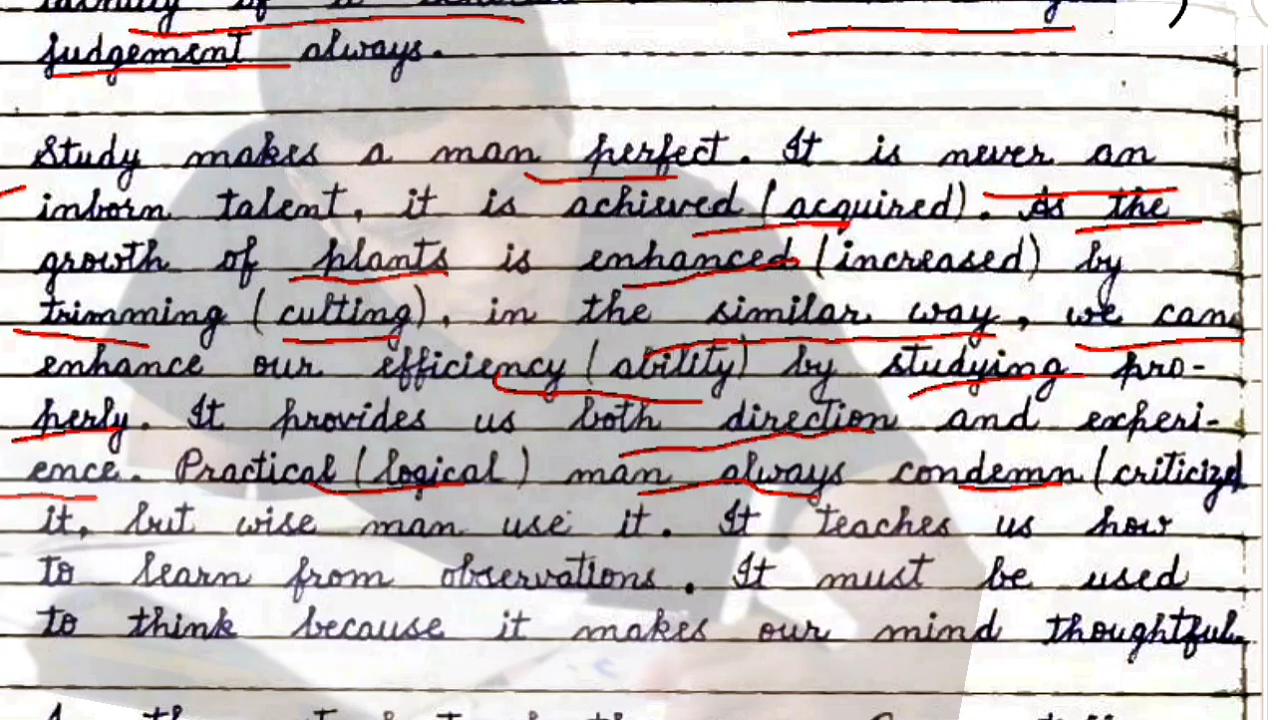 judgement always.
Study makes a man perfect. It is never an
inborn talent, it is achieved (acquired). As the
growth of plants is enhanced (increased) by
trimming (cutting), in the similar way, we can
enhance our efficiency (ability) by studying pro-
perly. It provides us both direction and experi-
ence. Practical (logical) man always condemn (criticize)
it, but wise man use it. It teaches us how
to learn from observations. It must be used
to think because it makes our mind thoughtful.